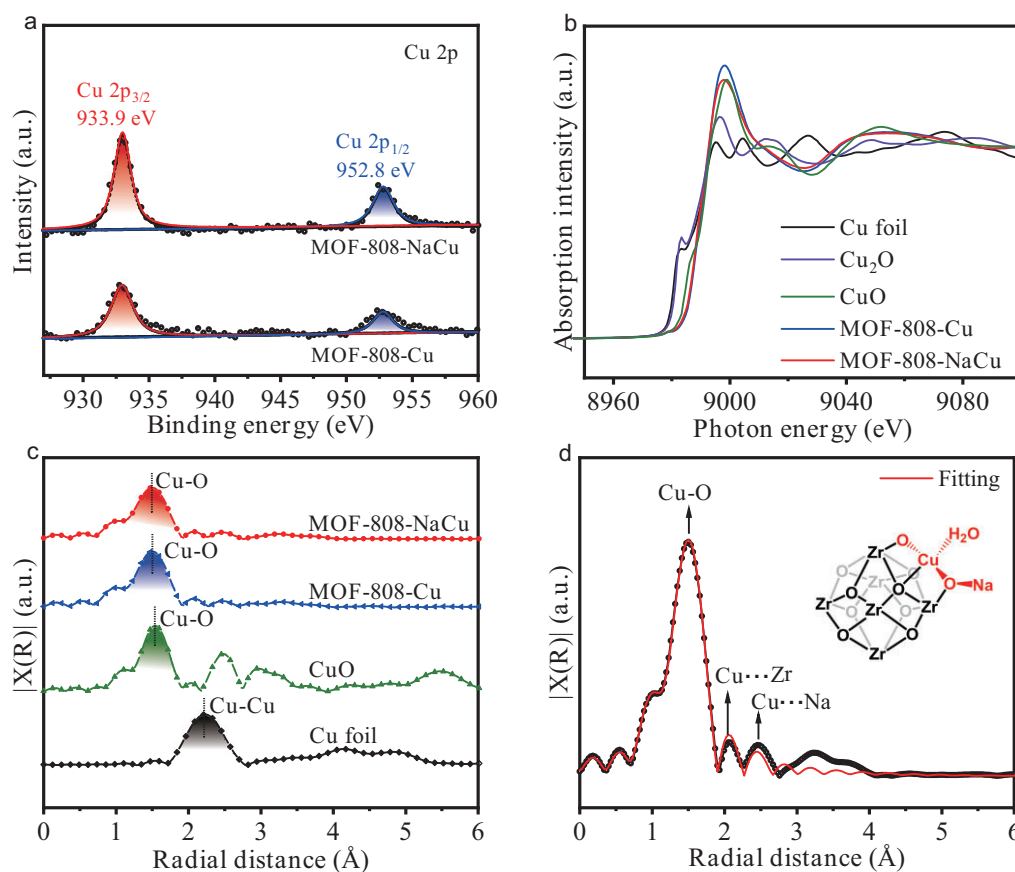 a
Cu 2p
Cu 2p3/2
933.9 eV
Cu 2p1/2
952.8 eV
MOF-808-NaCu
MOF-808-Cu
Intensity (a.u.)
930 935 940 945 950 955 960
Binding energy (eV)
b
Absorption intensity (a.u.)
Cu foil
Cu2O
CuO
MOF-808-Cu
MOF-808-NaCu
8960 9000 9040 9080
Photon energy (eV)
c
Cu-O
MOF-808-NaCu
Cu-O
MOF-808-Cu
Cu-O
CuO
Cu-Cu
Cu foil
|X(R)| (a.u.)
0 1 2 3 4 5 6
Radial distance (Å)
d
Cu-O
Fitting
Cu···Zr
Cu···Na
O
H2O
Zr
Cu
O
O
Zr
O
O
Na
Zr
O
Zr
Zr
O
O
O
Zr
|X(R)| (a.u.)
0 1 2 3 4 5 6
Radial distance (Å)